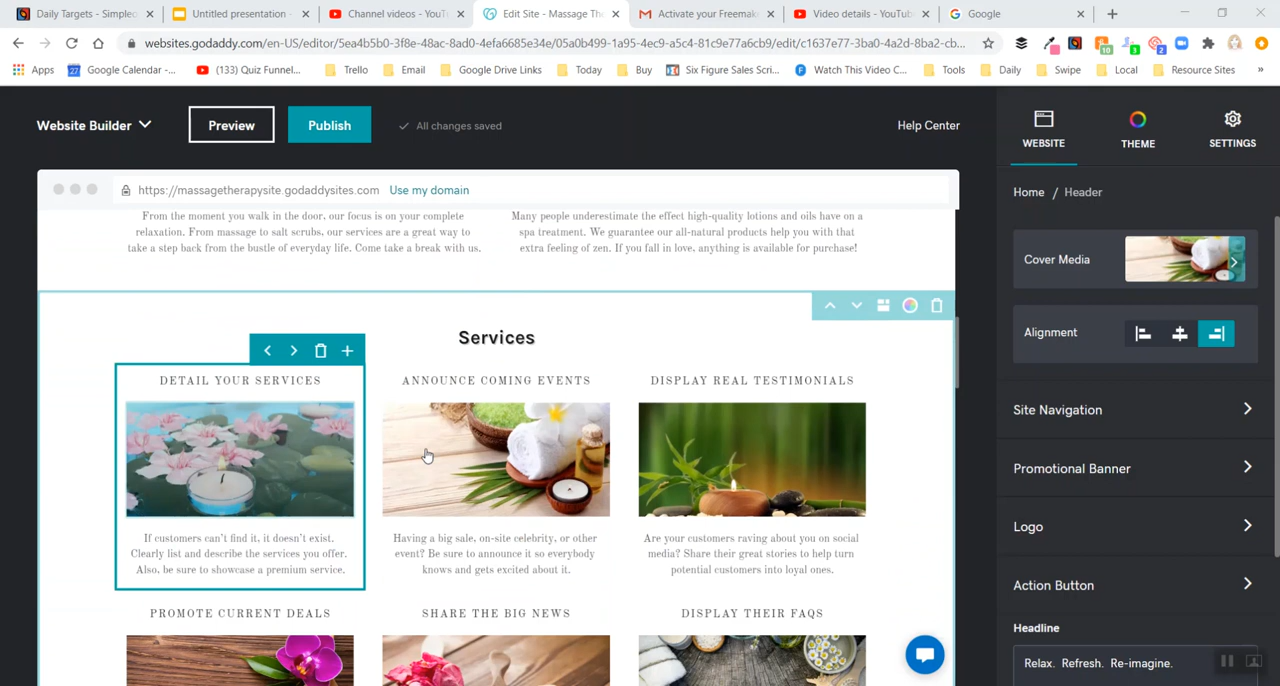 Daily Targets - Simpleo
Untitled presentation -
Channel videos - YouT
Edit Site - Massage Th
Activate your Freemak
Video details - YouTub
Google
websites.godaddy.com/en-US/editor/5ea4b5b0-3f8e-48ac-8ad0-4efa6685e34e/05a0b499-1a95-4ec9-a5c4-81c9e77a6cb9/edit/c1637e77-3ba0-4a2d-8ba2-cb...
Apps
27 Google Calendar -...
(133) Quiz Funnel...
Trello
Email
Google Drive Links
Today
Buy
Six Figure Sales Scri...
Watch This Video C...
Tools
Daily
Swipe
Local
Resource Sites
»
Website Builder
Preview
Publish
All changes saved
Help Center
WEBSITE
THEME
SETTINGS
https://massagetherapysite.godaddysites.com Use my domain
From the moment you walk in the door, our focus is on your complete
relaxation. From massage to salt scrubs, our services are a great way to
take a step back from the bustle of everyday life. Come take a break with us.
Many people underestimate the effect high-quality lotions and oils have on a
spa treatment. We guarantee our all-natural products help you with that
extra feeling of zen. If you fall in love, anything is available for purchase!
Services
DETAIL YOUR SERVICES
If customers can't find it, it doesn't exist.
Clearly list and describe the services you offer.
Also, be sure to showcase a premium service.
ANNOUNCE COMING EVENTS
Having a big sale, on-site celebrity, or other
event? Be sure to announce it so everybody
knows and gets excited about it.
DISPLAY REAL TESTIMONIALS
Are your customers raving about you on social
media? Share their great stories to help turn
potential customers into loyal ones.
PROMOTE CURRENT DEALS
SHARE THE BIG NEWS
DISPLAY THEIR FAQS
Home / Header
Cover Media
Alignment
Site Navigation
Promotional Banner
Logo
Action Button
Headline
Relax. Refresh. Re-imagine.